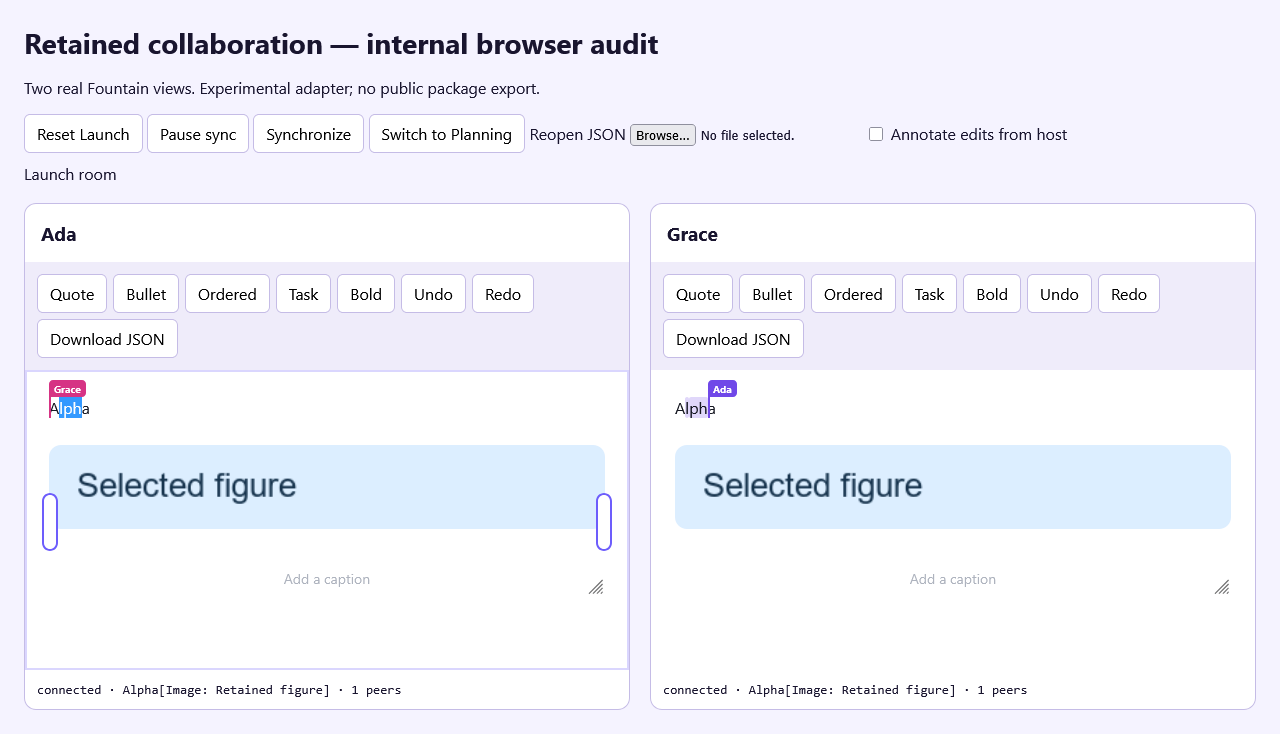 Retained collaboration — internal browser audit
Two real Fountain views. Experimental adapter; no public package export.
Reset Launch Pause sync Synchronize Switch to Planning Reopen JSON Browse... No file selected. Annotate edits from host
Launch room
Ada
Quote Bullet Ordered Task Bold Undo Redo
Download JSON
Grace
Alpha
Selected figure
Add a caption
connected · Alpha[Image: Retained figure] · 1 peers
Grace
Quote Bullet Ordered Task Bold Undo Redo
Download JSON
Ada
Alpha
Selected figure
Add a caption
connected · Alpha[Image: Retained figure] · 1 peers